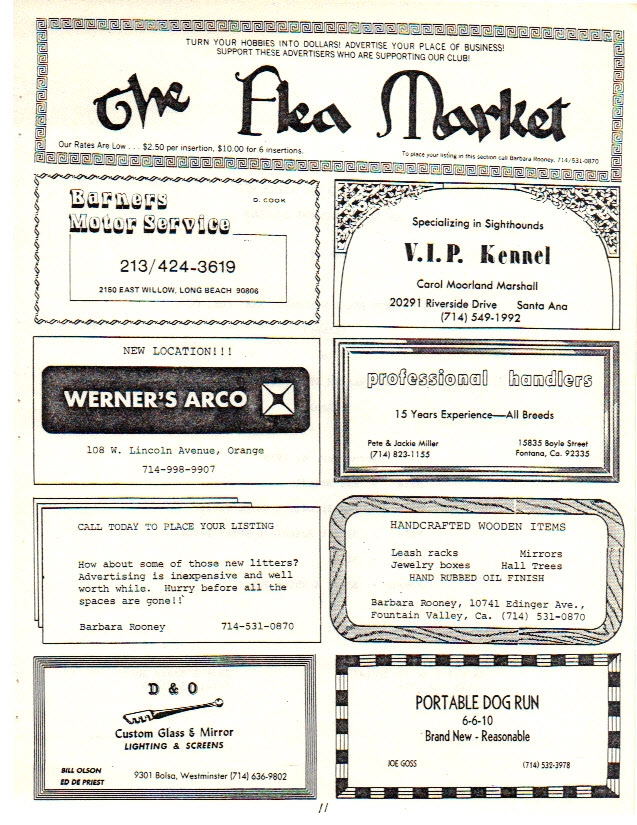 TURN YOUR HOBBIES INTO DOLLARS! ADVERTISE YOUR PLACE OF BUSINESS!
SUPPORT THESE ADVERTISERS WHO ARE SUPPORTING OUR CLUB!
The Flea Market
Our Rates Are Low . . . $2.50 per insertion, $10.00 for 6 insertions.
To place your listing in this section call Barbara Rooney, 714/531-0870
Barners
D. COOK
Motor Service
213/424-3619
2160 EAST WILLOW, LONG BEACH 90806
Specializing in Sighthounds
V.I.P. Kennel
Carol Moorland Marshall
20291 Riverside Drive Santa Ana
(714) 549-1992
NEW LOCATION!!!
WERNER'S ARCO
108 W. Lincoln Avenue, Orange
714-998-9907
professional handlers
15 Years Experience—All Breeds
Pete & Jackie Miller 15835 Boyle Street
(714) 823-1155 Fontana, Ca. 92335
CALL TODAY TO PLACE YOUR LISTING
How about some of those new litters?
Advertising is inexpensive and well
worth while. Hurry before all the
spaces are gone!!
Barbara Rooney 714-531-0870
HANDCRAFTED WOODEN ITEMS
Leash racks Mirrors
Jewelry boxes Hall Trees
HAND RUBBED OIL FINISH
Barbara Rooney, 10741 Edinger Ave.,
Fountain Valley, Ca. (714) 531-0870
D & O
Custom Glass & Mirror
LIGHTING & SCREENS
BILL OLSON
ED DE PRIEST
9301 Bolsa, Westminster (714) 636-9802
PORTABLE DOG RUN
6-6-10
Brand New - Reasonable
JOE GOSS (714) 532-3978
11